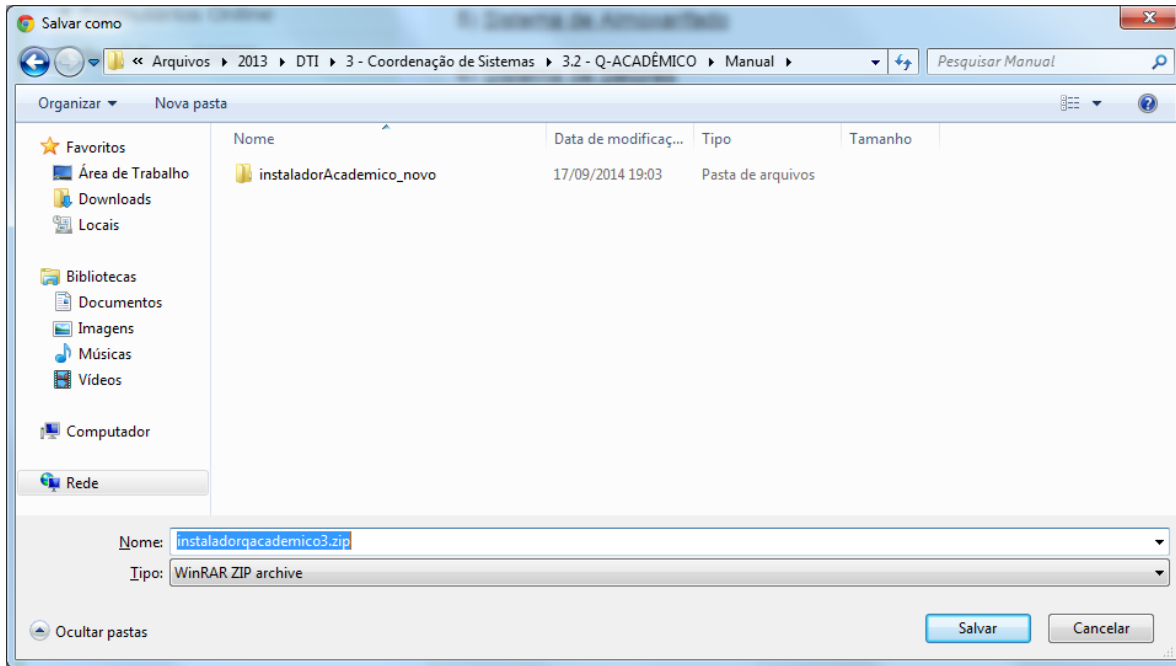 Salvar como
« Arquivos ▸ 2013 ▸ DTI ▸ 3 - Coordenação de Sistemas ▸ 3.2 - Q-ACADÊMICO ▸ Manual ▸ Pesquisar Manual
Organizar Nova pasta
Nome Data de modificaç... Tipo Tamanho
instaladorAcademico_novo 17/09/2014 19:03 Pasta de arquivos
Favoritos
Área de Trabalho
Downloads
Locais
Bibliotecas
Documentos
Imagens
Músicas
Vídeos
Computador
Rede
Nome: instaladorqacademico3.zip
Tipo: WinRAR ZIP archive
Ocultar pastas Salvar Cancelar